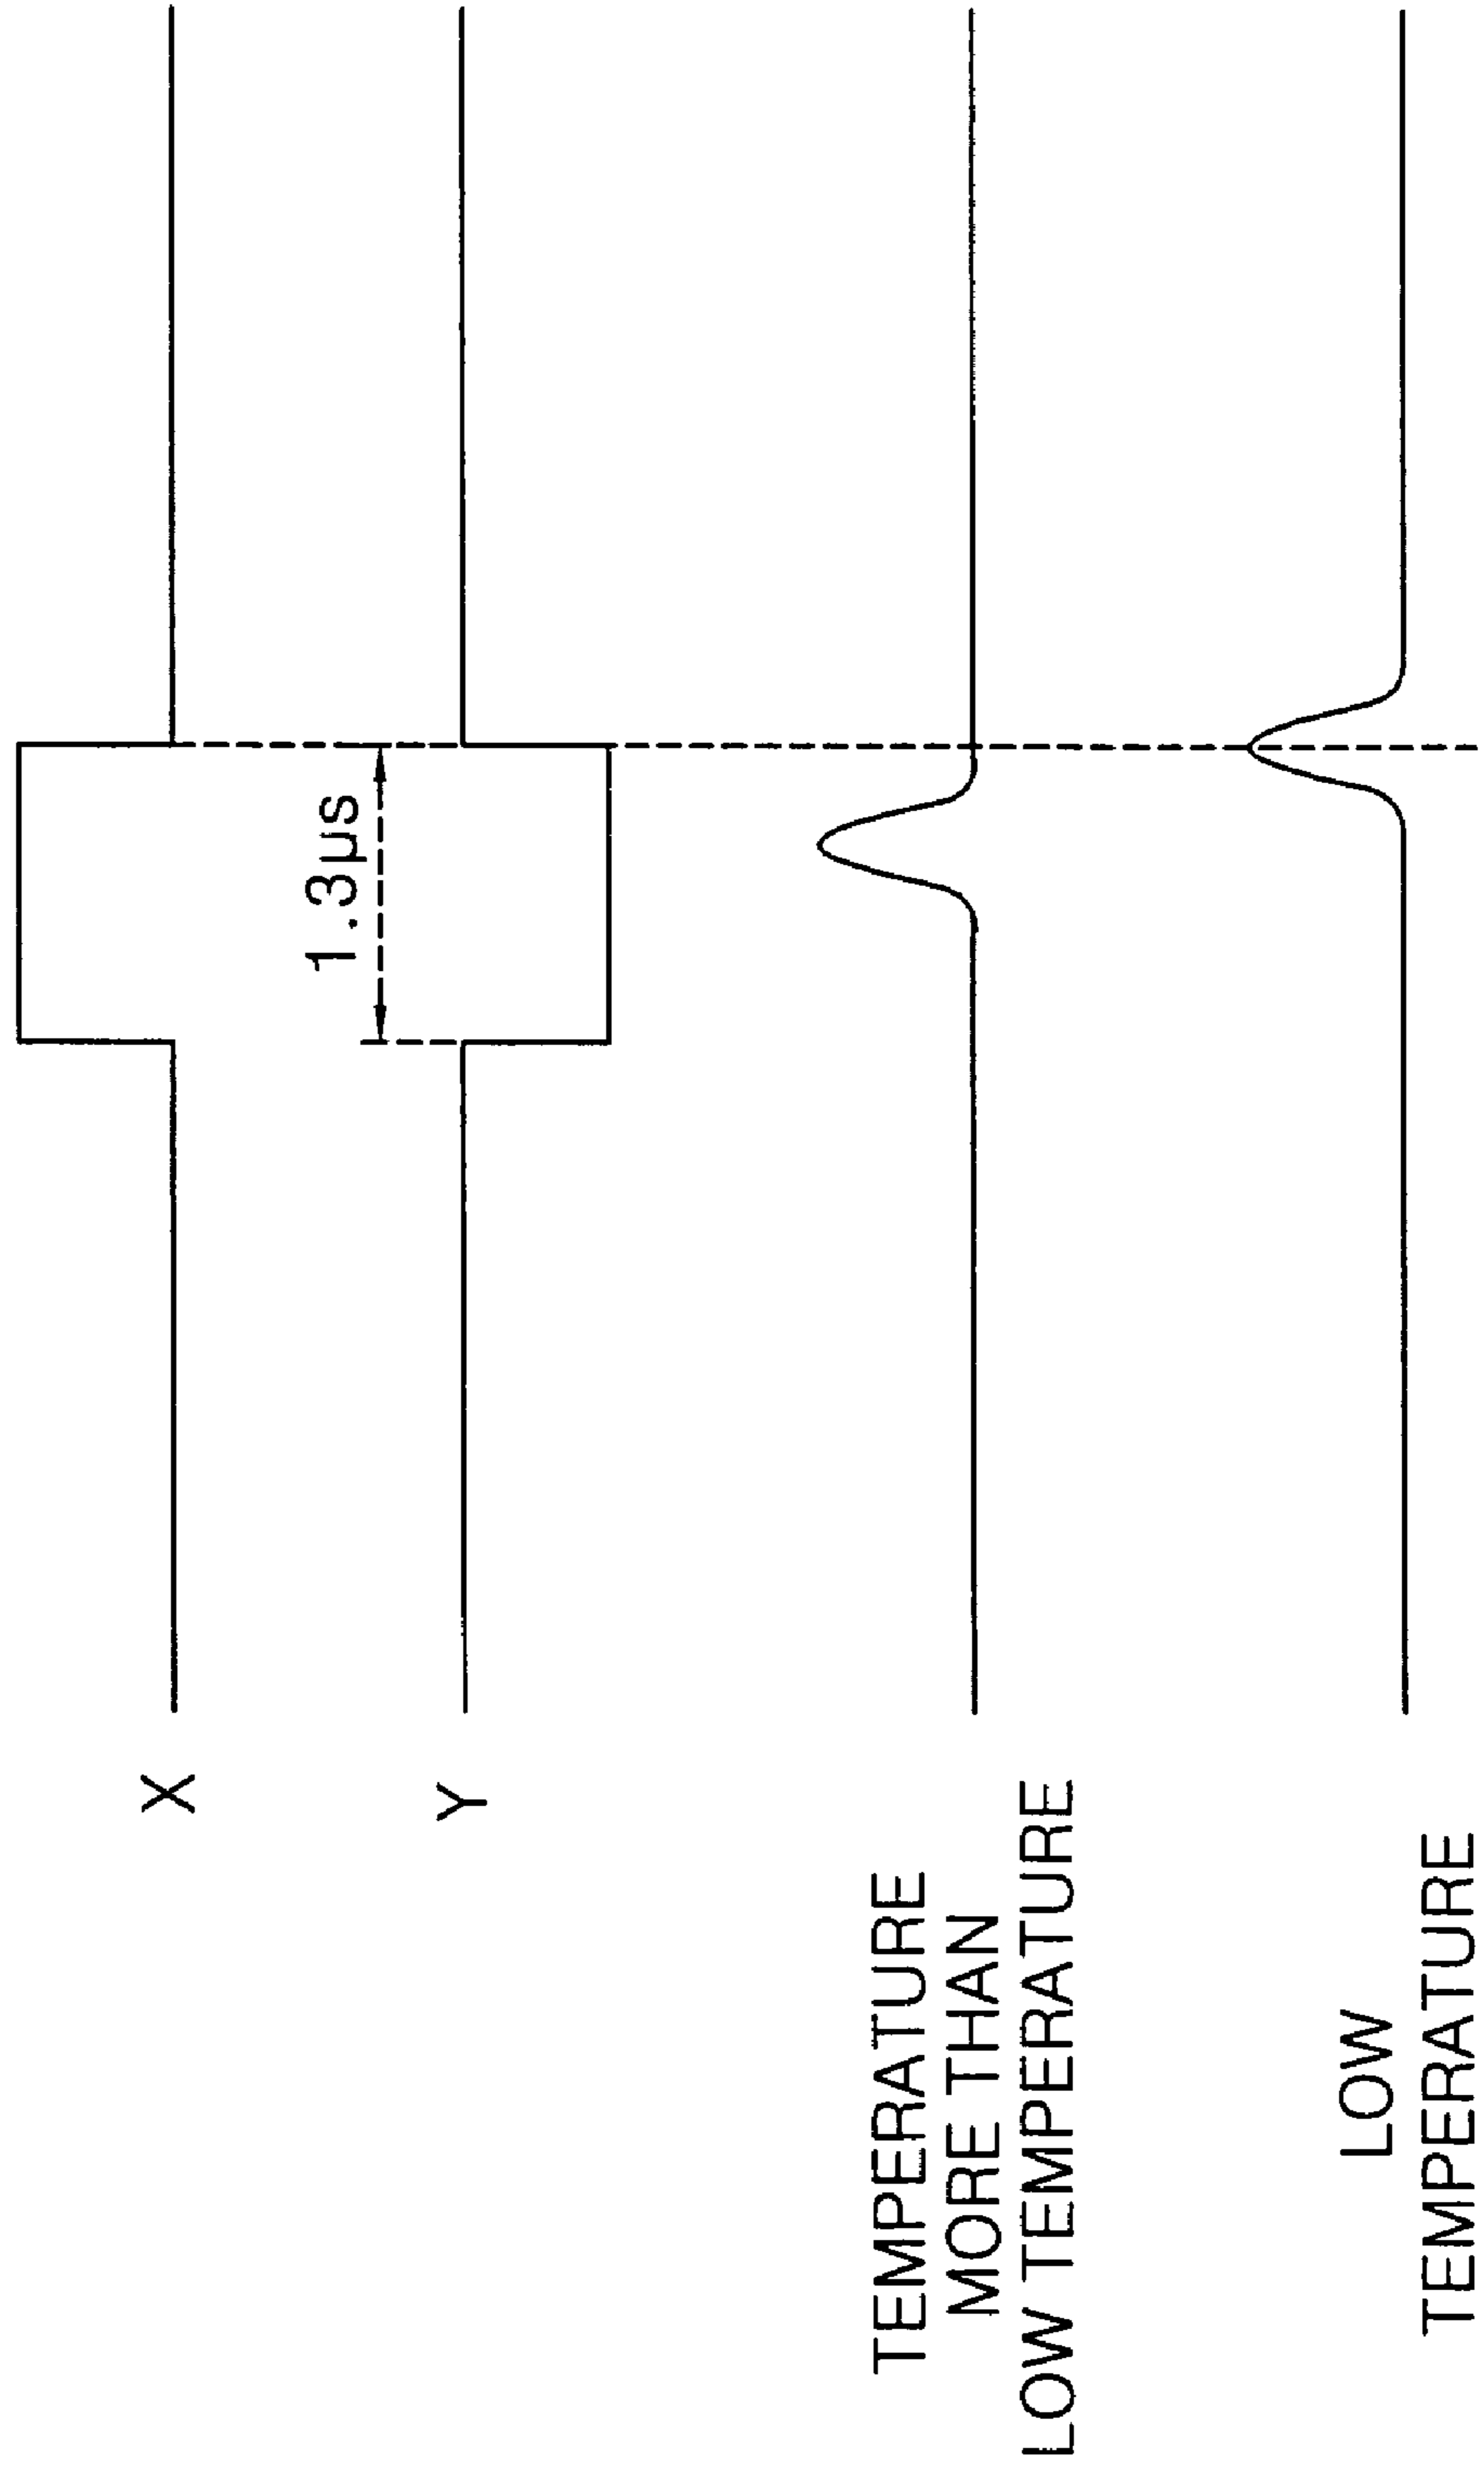 X
1.3µs
Y
TEMPERATURE
MORE THAN
LOW TEMPERATURE
LOW
TEMPERATURE